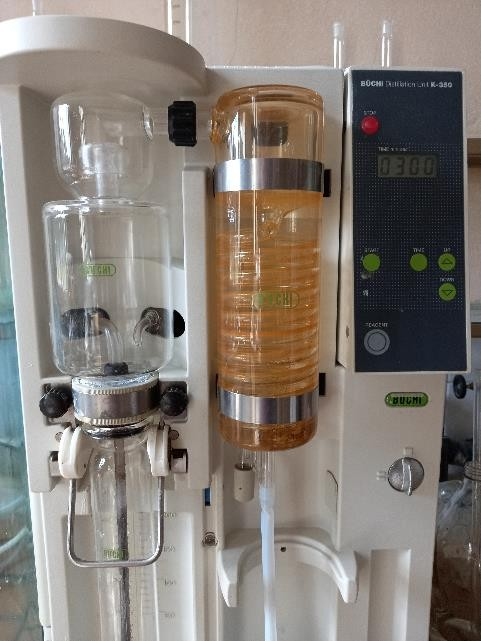 BÜCHI Distillation Unit K-350
STOP
0300
START
TIME
UP
DOWN
REAGENT
BÜCHI
BÜCHI
BÜCHI
BÜCHI